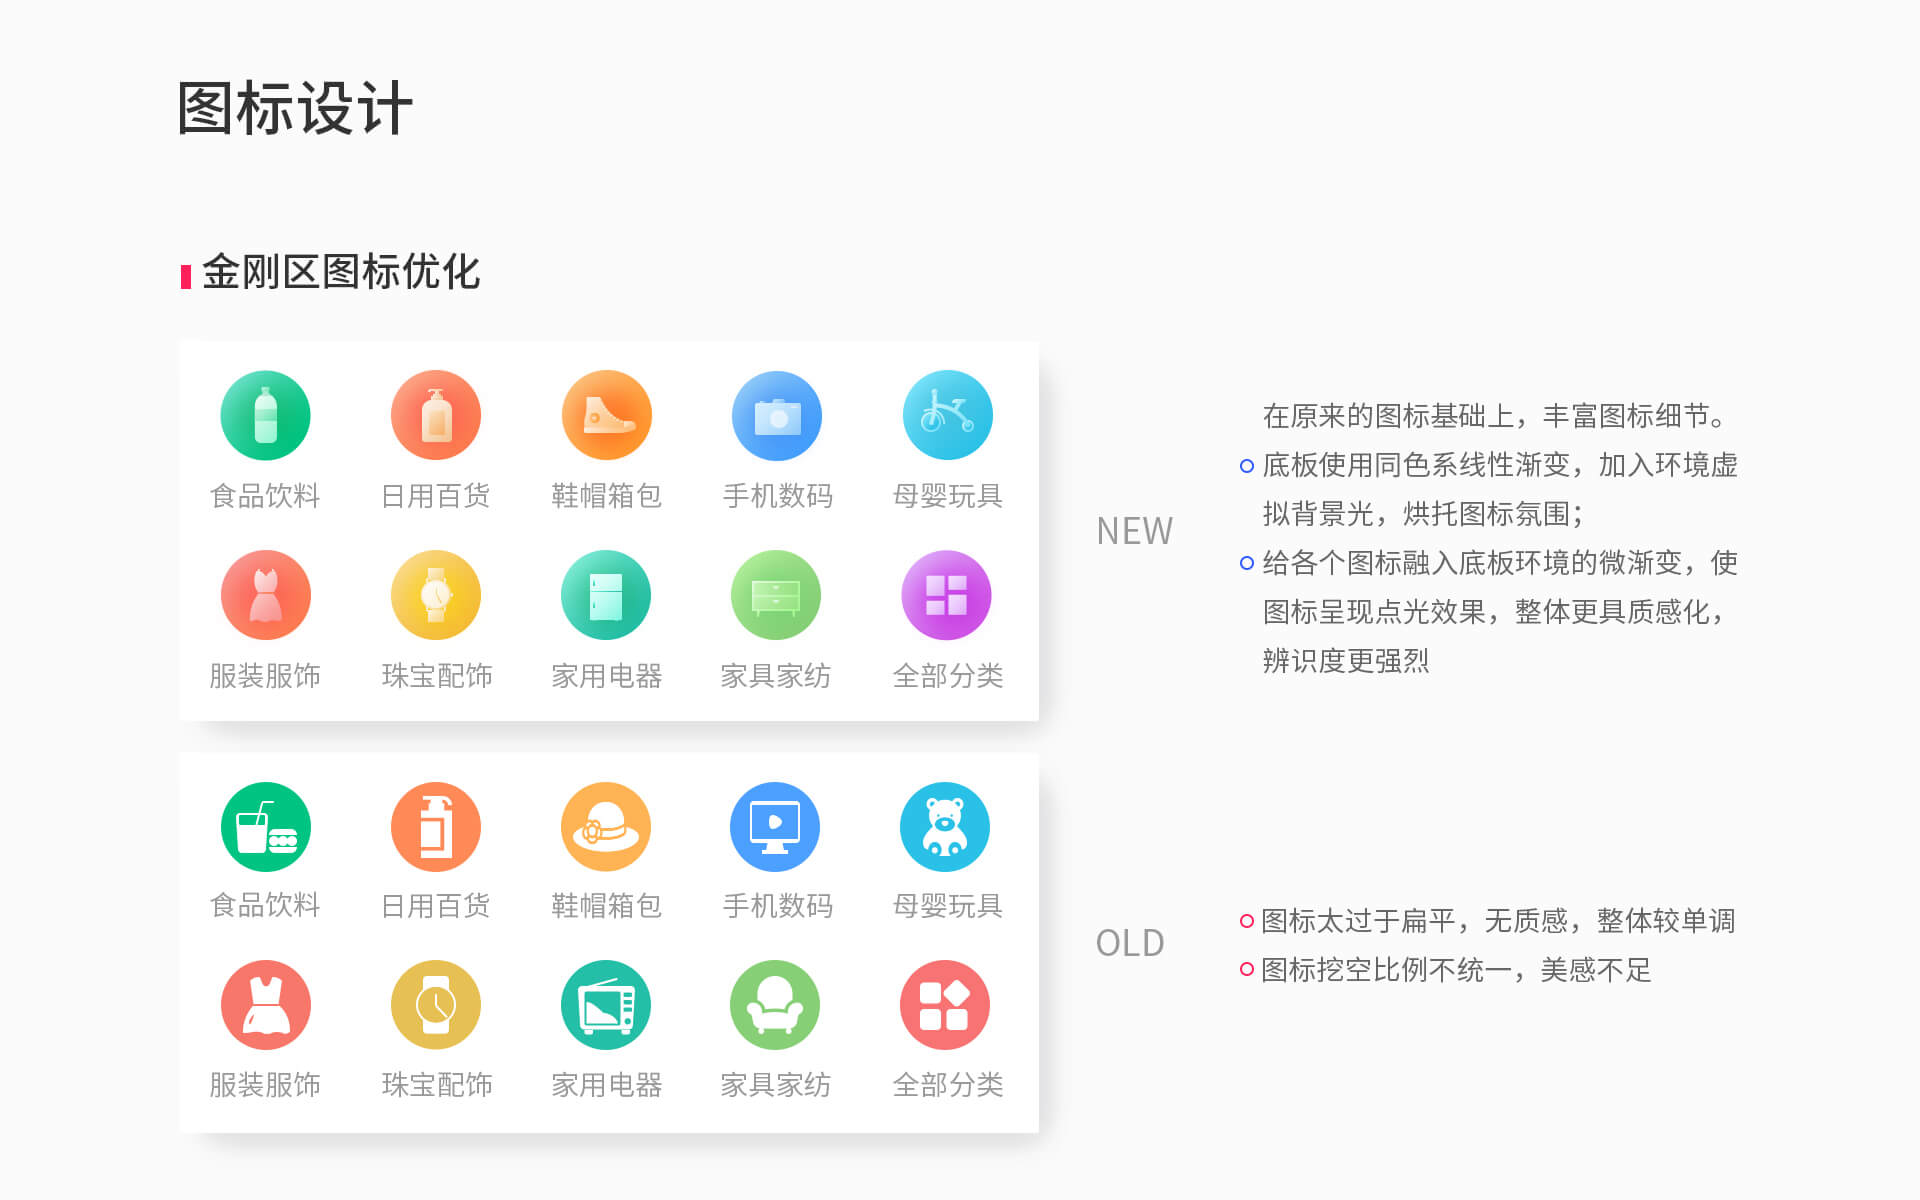 图标设计
金刚区图标优化
食品饮料 日用百货 鞋帽箱包 手机数码 母婴玩具
服装服饰 珠宝配饰 家用电器 家具家纺 全部分类
NEW
在原来的图标基础上，丰富图标细节。
底板使用同色系线性渐变，加入环境虚
拟背景光，烘托图标氛围；
给各个图标融入底板环境的微渐变，使
图标呈现点光效果，整体更具质感化，
辨识度更强烈
食品饮料 日用百货 鞋帽箱包 手机数码 母婴玩具
服装服饰 珠宝配饰 家用电器 家具家纺 全部分类
OLD
图标太过于扁平，无质感，整体较单调
图标挖空比例不统一，美感不足